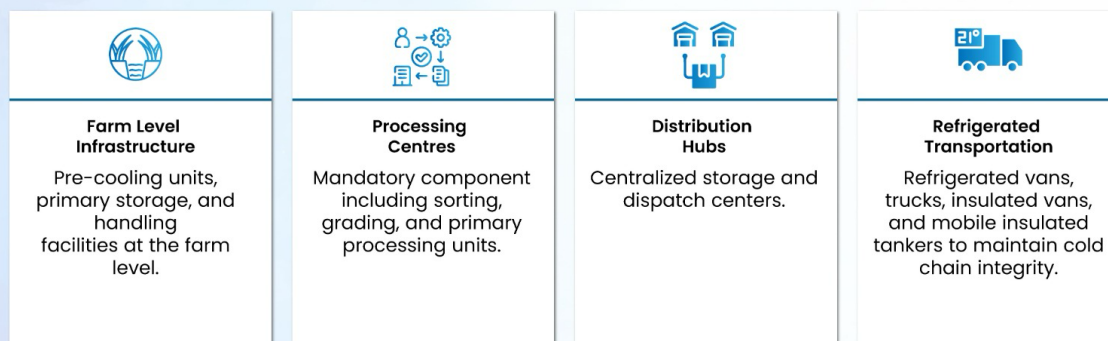 Farm Level
Infrastructure
Pre-cooling units,
primary storage, and
handling
facilities at the farm
level.
Processing
Centres
Mandatory component
including sorting,
grading, and primary
processing units.
Distribution
Hubs
Centralized storage and
dispatch centers.
21°
Refrigerated
Transportation
Refrigerated vans,
trucks, insulated vans,
and mobile insulated
tankers to maintain cold
chain integrity.